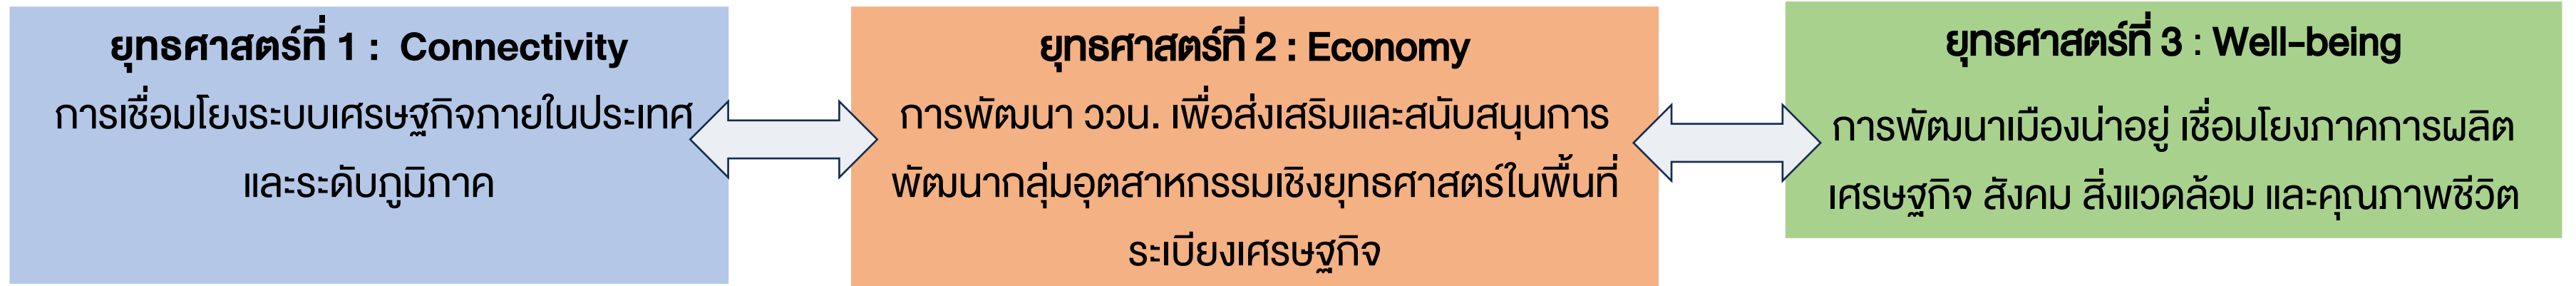 ยุทธศาสตร์ที่ 1 : Connectivity
การเชื่อมโยงระบบเศรษฐกิจภายในประเทศ
และระดับภูมิภาค
ยุทธศาสตร์ที่ 2 : Economy
การพัฒนา ววน. เพื่อส่งเสริมและสนับสนุนการ
พัฒนากลุ่มอุตสาหกรรมเชิงยุทธศาสตร์ในพื้นที่
ระเบียงเศรษฐกิจ
ยุทธศาสตร์ที่ 3 : Well-being
การพัฒนาเมืองน่าอยู่ เชื่อมโยงภาคการผลิต
เศรษฐกิจ สังคม สิ่งแวดล้อม และคุณภาพชีวิต